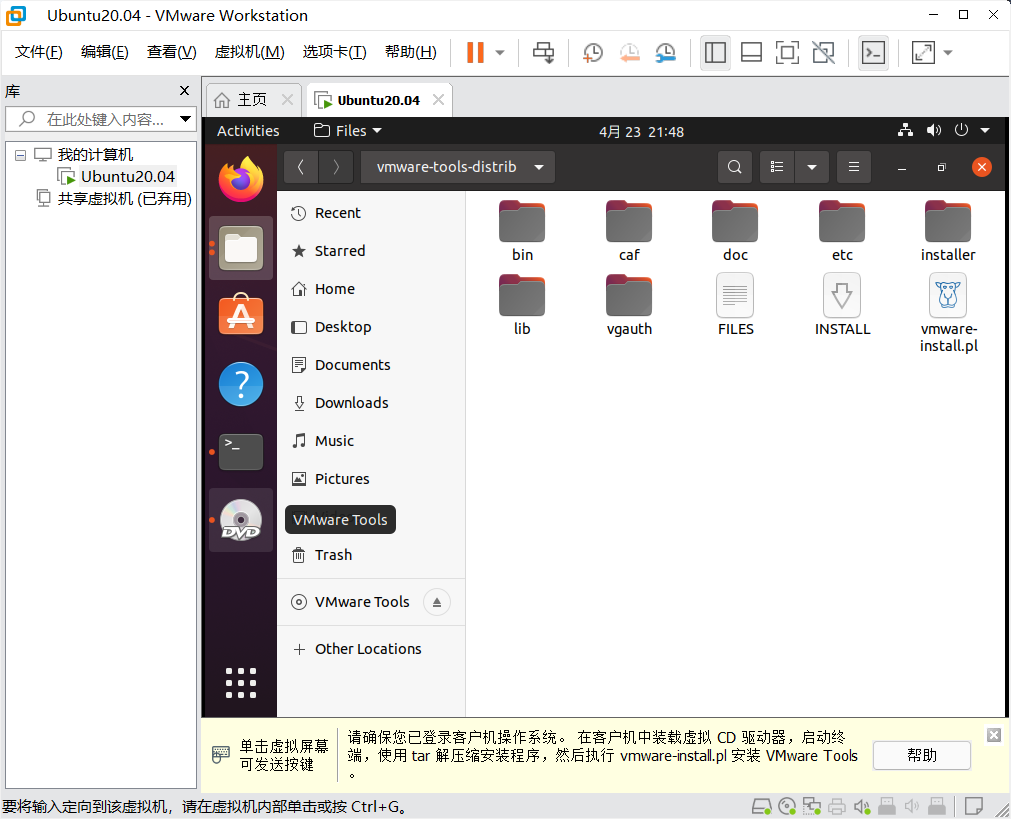 Ubuntu20.04 - VMware Workstation
文件(F) 编辑(E) 查看(V) 虚拟机(M) 选项卡(T) 帮助(H)
库
在此处键入内容...
我的计算机
Ubuntu20.04
共享虚拟机 (已弃用)
主页 Ubuntu20.04
Activities Files 4月 23 21:48
vmware-tools-distrib
Recent
Starred
Home
Desktop
Documents
Downloads
Music
Pictures
VMware Tools
Trash
VMware Tools
Other Locations
DVD
bin caf doc etc installer
lib vgauth FILES INSTALL vmware-
install.pl
单击虚拟屏幕
可发送按键
请确保您已登录客户机操作系统。 在客户机中装载虚拟 CD 驱动器，启动终
端，使用 tar 解压缩安装程序，然后执行 vmware-install.pl 安装 VMware Tools
。
帮助
要将输入定向到该虚拟机，请在虚拟机内部单击或按 Ctrl+G。